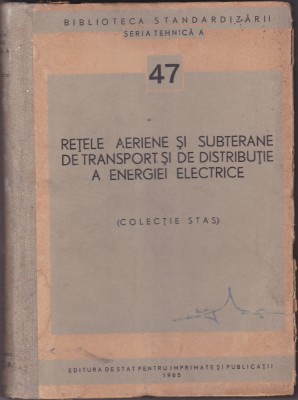 BIBLIOTECA STANDARDIZĂRII
SERIA TEHNICĂ A
47
REȚELE AERIENE ȘI SUBTERANE
DE TRANSPORT ȘI DE DISTRIBUȚIE
A ENERGIEI ELECTRICE
(COLECȚIE STAS)
EDITURA DE STAT PENTRU IMPRIMATE ȘI PUBLICAȚII
1965